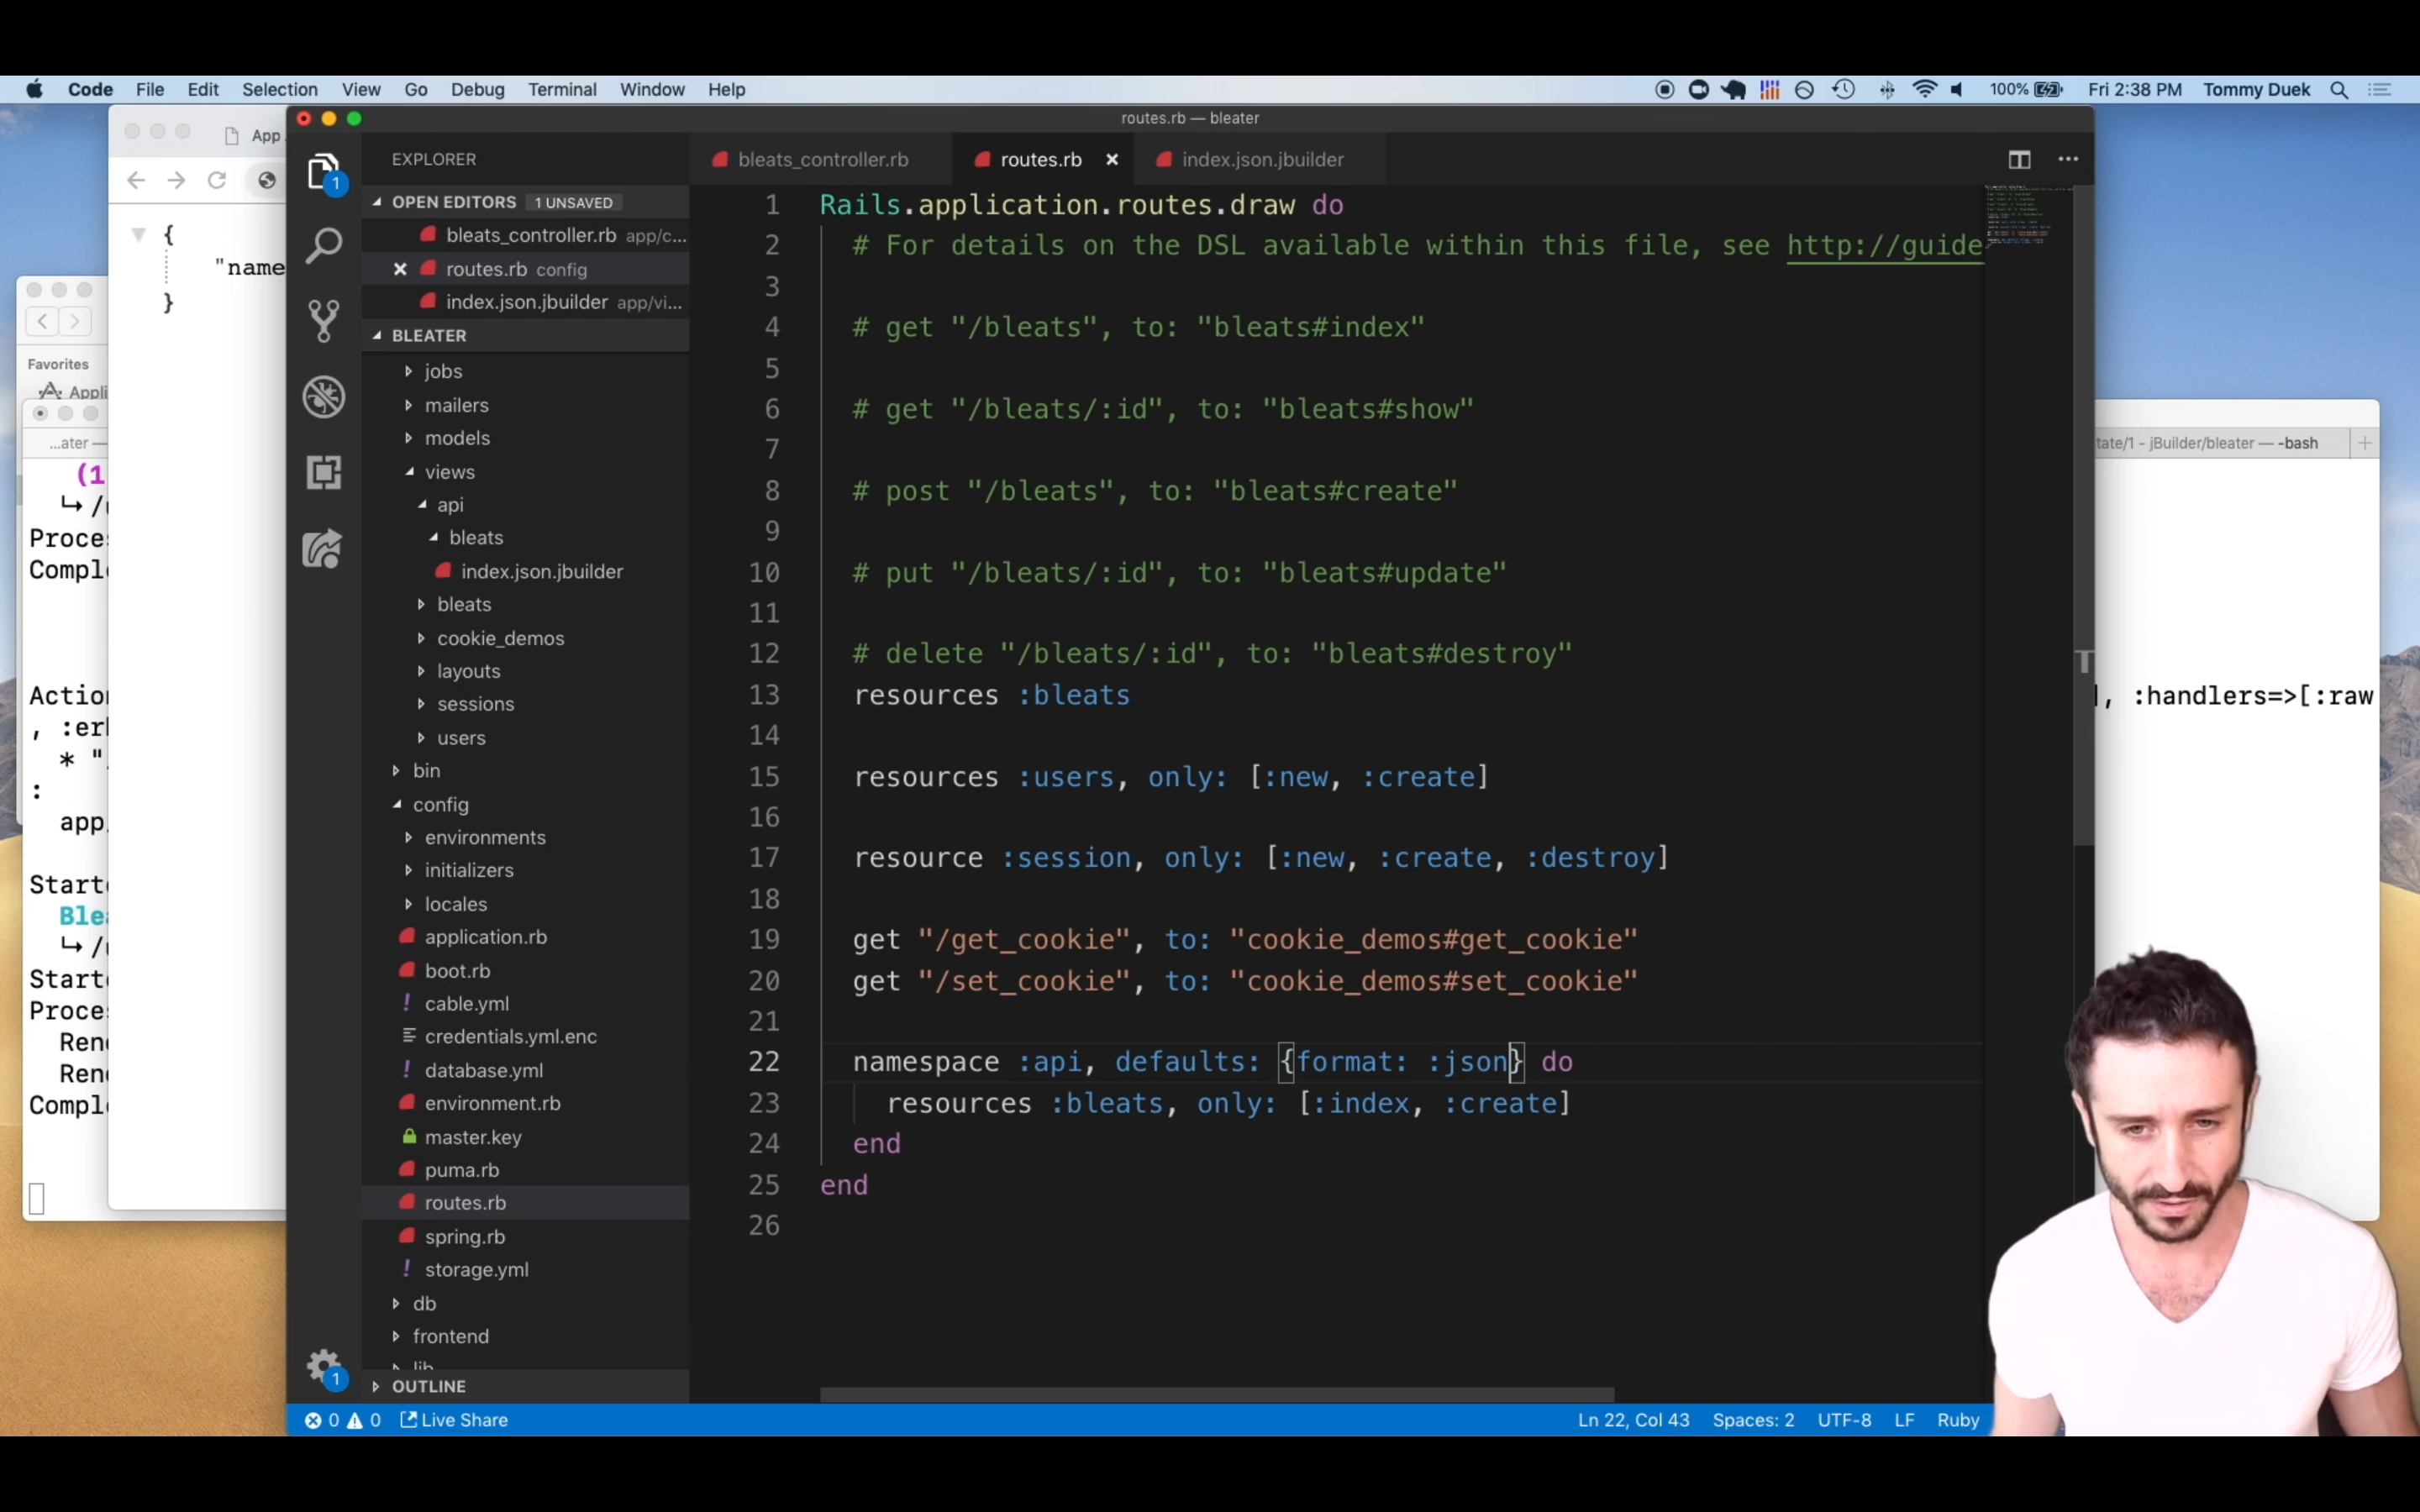 Code File Edit Selection View Go Debug Terminal Window Help
100% Fri 2:38 PM Tommy Duek
routes.rb — bleater
App
{
"name
}
Favorites
Appli
...ater —
(1
↳ /
Proce
Compl
Action
, :er
* "
:
app
Start
Blea
↳ /
Start
Proce
Ren
Ren
Compl
EXPLORER
OPEN EDITORS 1 UNSAVED
bleats_controller.rb app/c...
routes.rb config
index.json.jbuilder app/vi...
BLEATER
jobs
mailers
models
views
api
bleats
index.json.jbuilder
bleats
cookie_demos
layouts
sessions
users
bin
config
environments
initializers
locales
application.rb
boot.rb
cable.yml
credentials.yml.enc
database.yml
environment.rb
master.key
puma.rb
routes.rb
spring.rb
storage.yml
db
frontend
lib
OUTLINE
1
1
bleats_controller.rb routes.rb × index.json.jbuilder
1 Rails.application.routes.draw do
2 # For details on the DSL available within this file, see http://guide
3
4 # get "/bleats", to: "bleats#index"
5
6 # get "/bleats/:id", to: "bleats#show"
7
8 # post "/bleats", to: "bleats#create"
9
10 # put "/bleats/:id", to: "bleats#update"
11
12 # delete "/bleats/:id", to: "bleats#destroy"
13 resources :bleats
14
15 resources :users, only: [:new, :create]
16
17 resource :session, only: [:new, :create, :destroy]
18
19 get "/get_cookie", to: "cookie_demos#get_cookie"
20 get "/set_cookie", to: "cookie_demos#set_cookie"
21
22 namespace :api, defaults: {format: :json} do
23 resources :bleats, only: [:index, :create]
24 end
25 end
26
tate/1 - jBuilder/bleater — -bash
, :handlers=>[:raw
0 0 Live Share
Ln 22, Col 43 Spaces: 2 UTF-8 LF Ruby